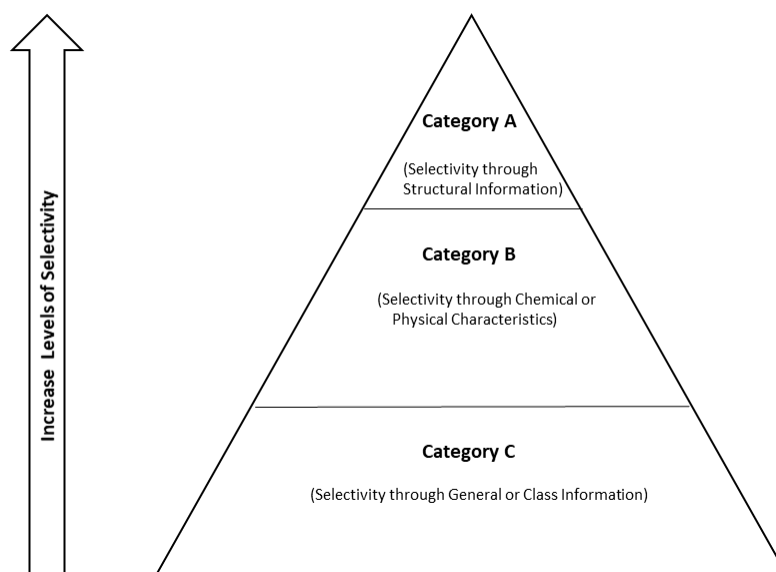 Increase Levels of Selectivity
Category A
(Selectivity through
Structural Information)
Category B
(Selectivity through Chemical or
Physical Characteristics)
Category C
(Selectivity through General or Class Information)